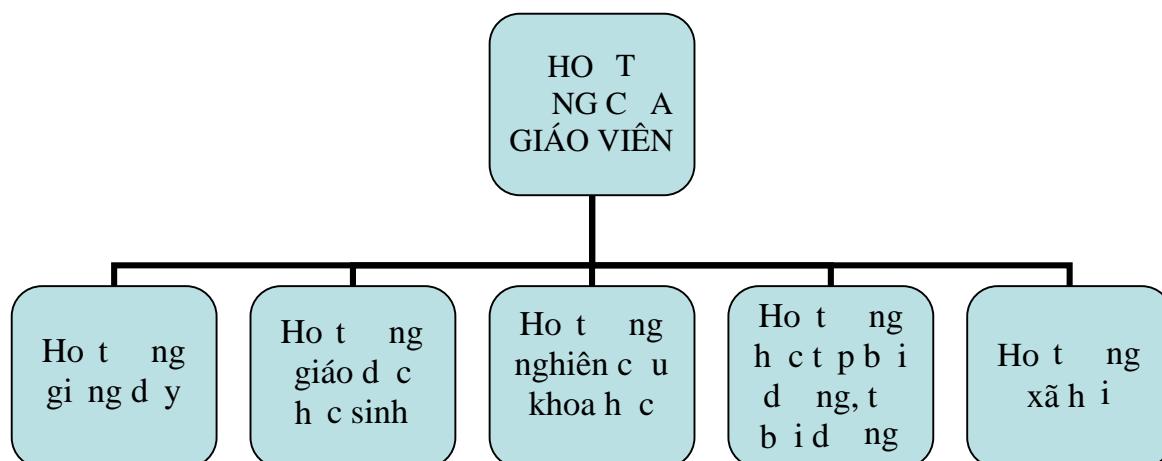 HO T
NG C A
GIÁO VIÊN
Ho t ng
gi ng d y
Ho t ng
giáo d c
h c sinh
Ho t ng
nghiên c u
khoa h c
Ho t ng
h c t p b i
d ng, t
b i d ng
Ho t ng
xã h i